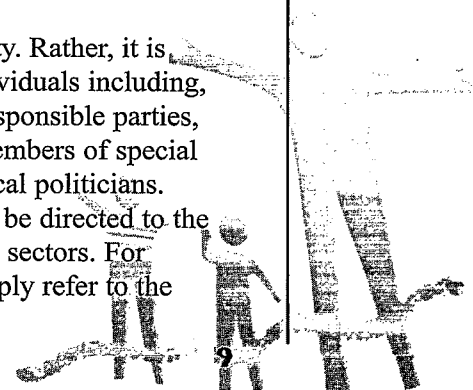 ty. Rather, it is
viduals including,
sponsible parties,
embers of special
cal politicians.
be directed to the
sectors. For
ply refer to the
9